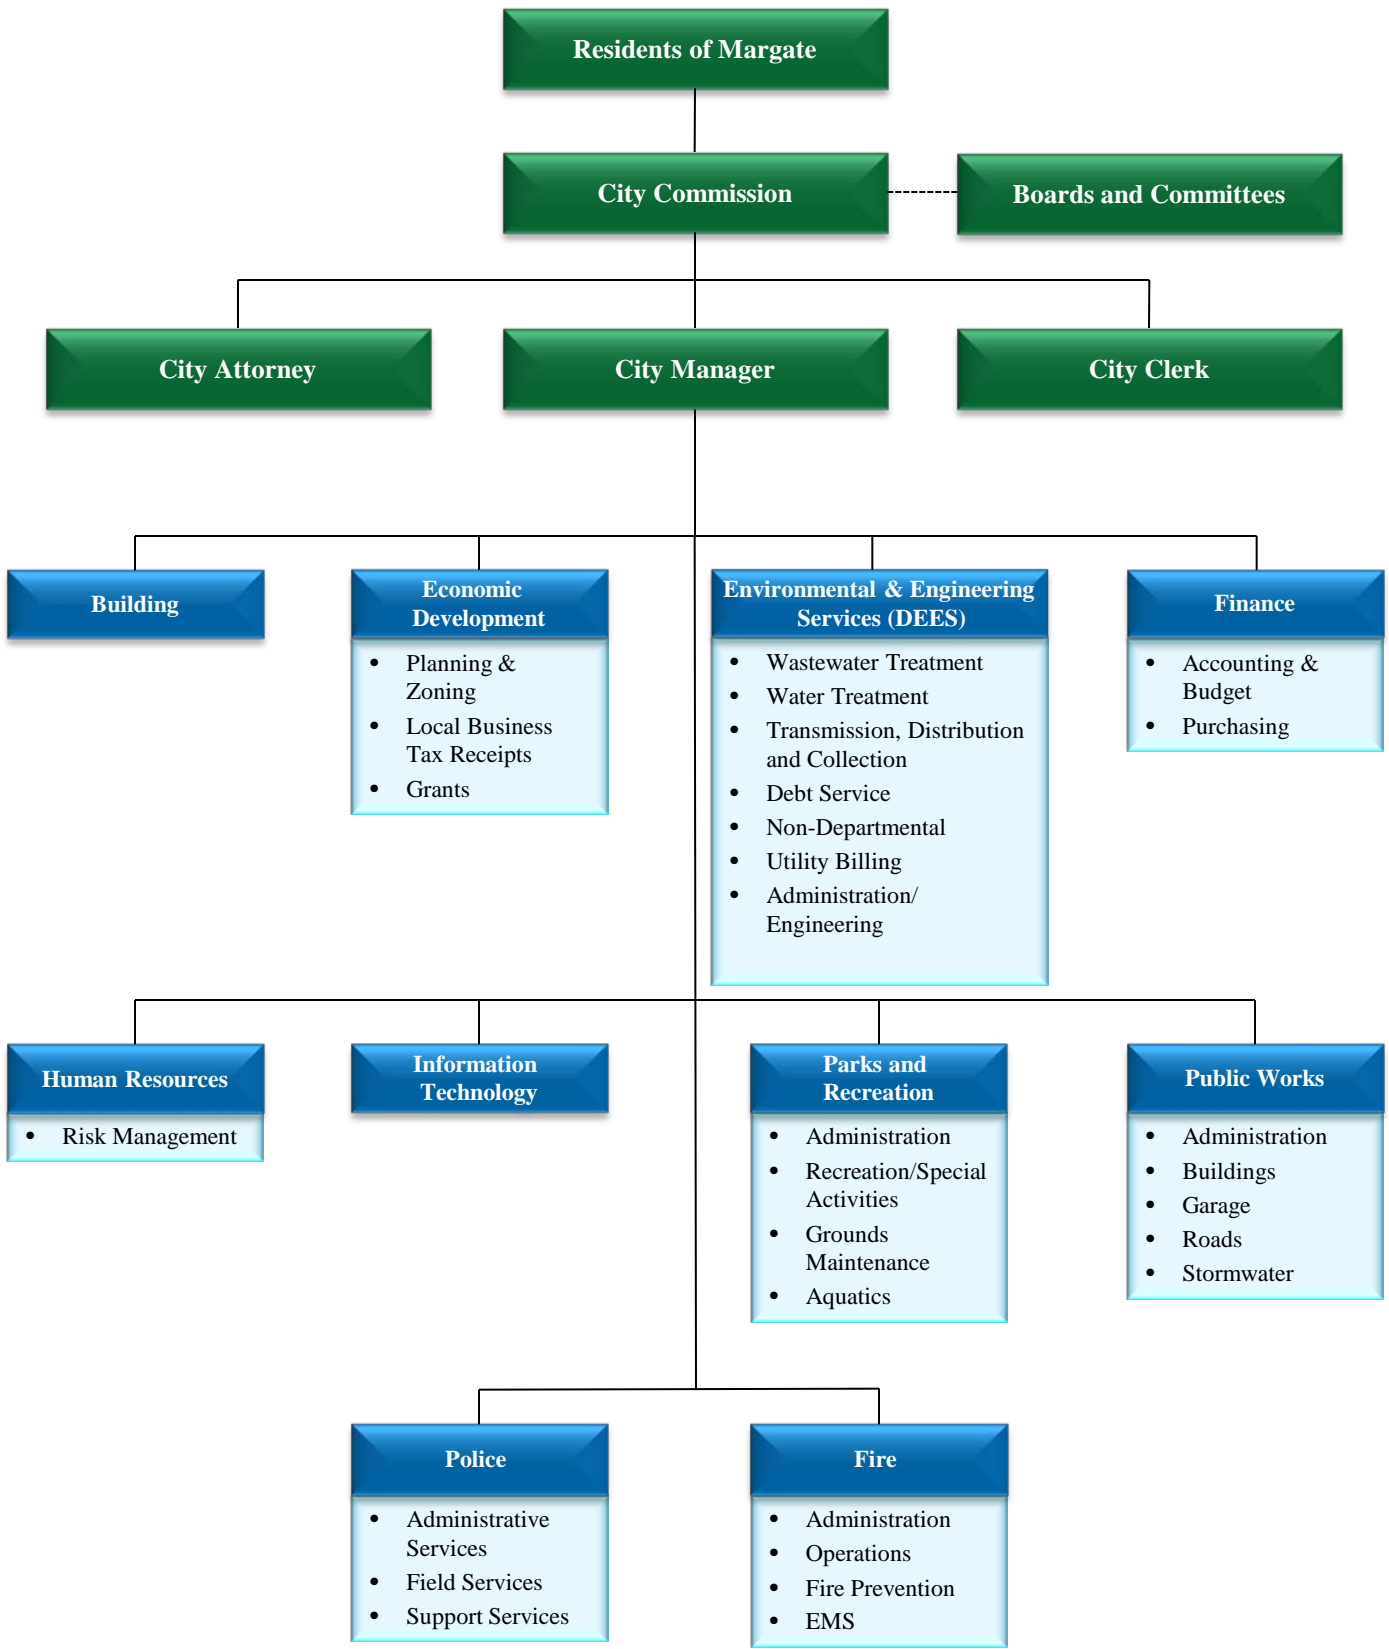 Residents of Margate
City Commission
Boards and Committees
City Attorney
City Manager
City Clerk
Building
Economic
Development
• Planning &
Zoning
• Local Business
Tax Receipts
• Grants
Environmental & Engineering
Services (DEES)
• Wastewater Treatment
• Water Treatment
• Transmission, Distribution
and Collection
• Debt Service
• Non-Departmental
• Utility Billing
• Administration/
Engineering
Finance
• Accounting &
Budget
• Purchasing
Human Resources
• Risk Management
Information
Technology
Parks and
Recreation
• Administration
• Recreation/Special
Activities
• Grounds
Maintenance
• Aquatics
Public Works
• Administration
• Buildings
• Garage
• Roads
• Stormwater
Police
• Administrative
Services
• Field Services
• Support Services
Fire
• Administration
• Operations
• Fire Prevention
• EMS